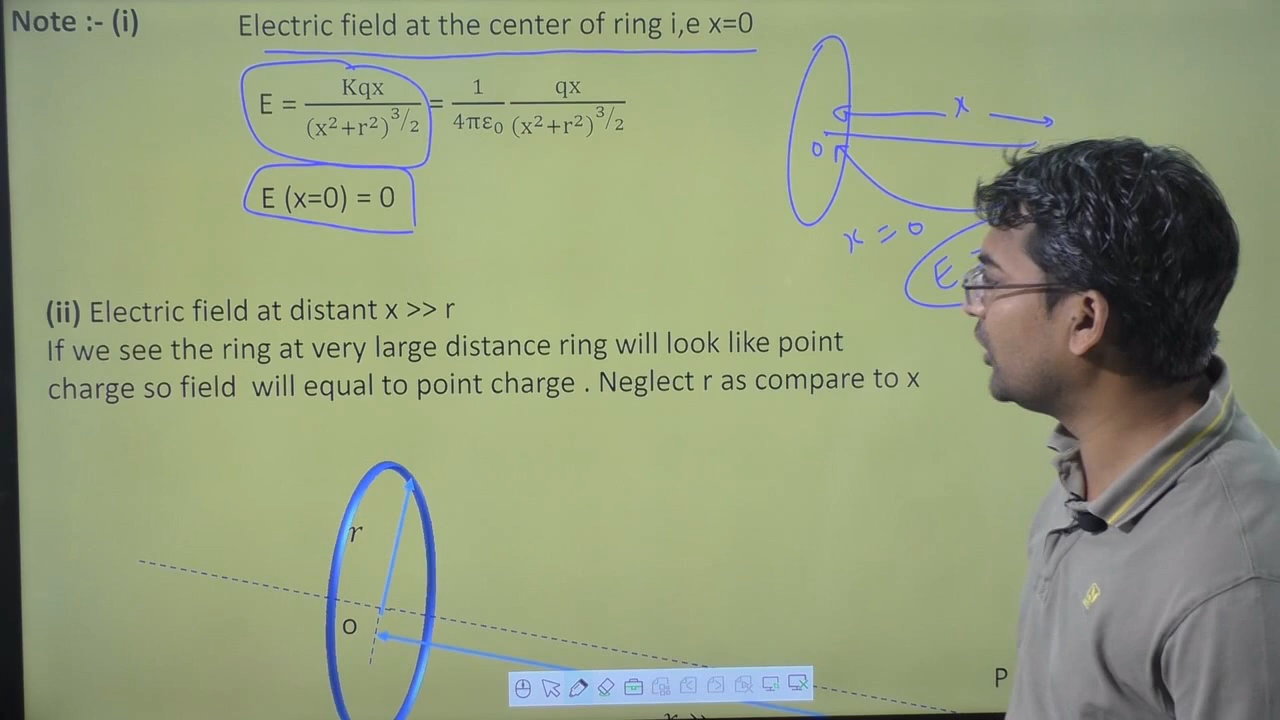 Note :- (i) Electric field at the center of ring i,e x=0
E = Kqx/(x²+r²)^3/2 = 1/4πε₀ qx/(x²+r²)^3/2
E (x=0) = 0
x
O
x = 0
E
(ii) Electric field at distant x >> r
If we see the ring at very large distance ring will look like point
charge so field will equal to point charge . Neglect r as compare to x
r
O
P